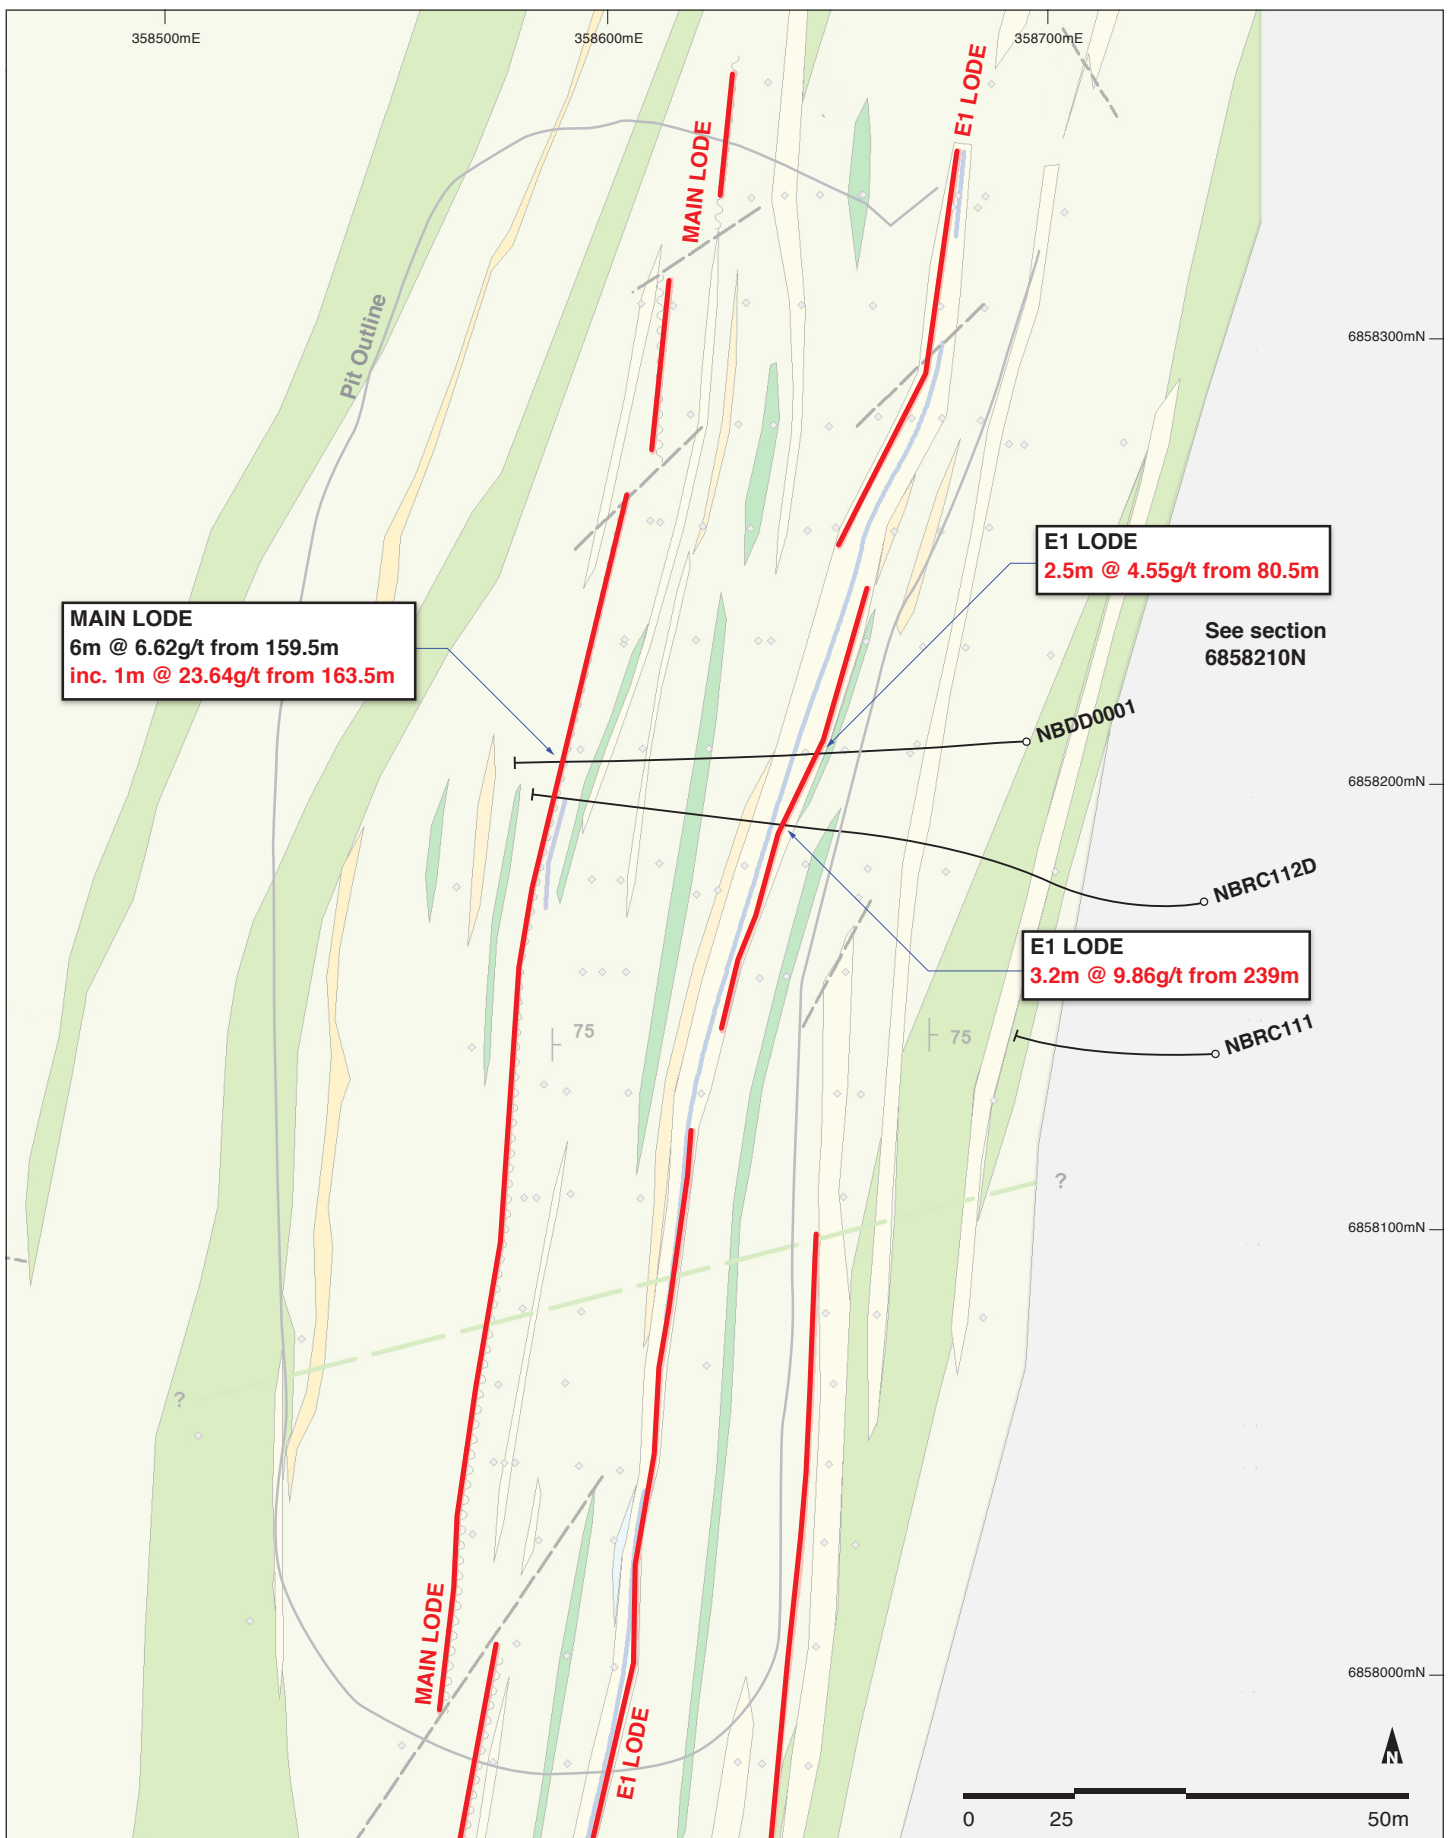 358500mE
358600mE
358700mE
E1 LODE
MAIN LODE
Pit Outline
6858300mN
E1 LODE
2.5m @ 4.55g/t from 80.5m
MAIN LODE
6m @ 6.62g/t from 159.5m
inc. 1m @ 23.64g/t from 163.5m
See section
6858210N
NBDD0001
6858200mN
NBRC112D
E1 LODE
3.2m @ 9.86g/t from 239m
75
75
NBRC111
?
6858100mN
?
MAIN LODE
6858000mN
E1 LODE
N
0 25 50m